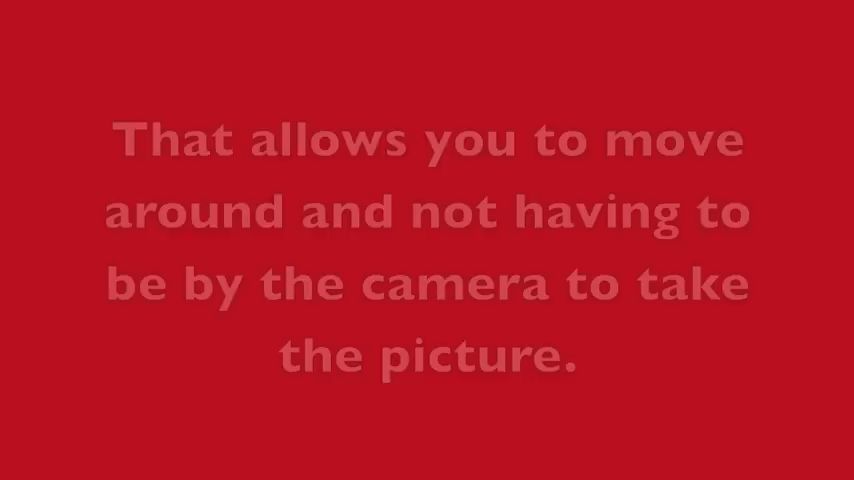 That allows you to move
around and not having to
be by the camera to take
the picture.